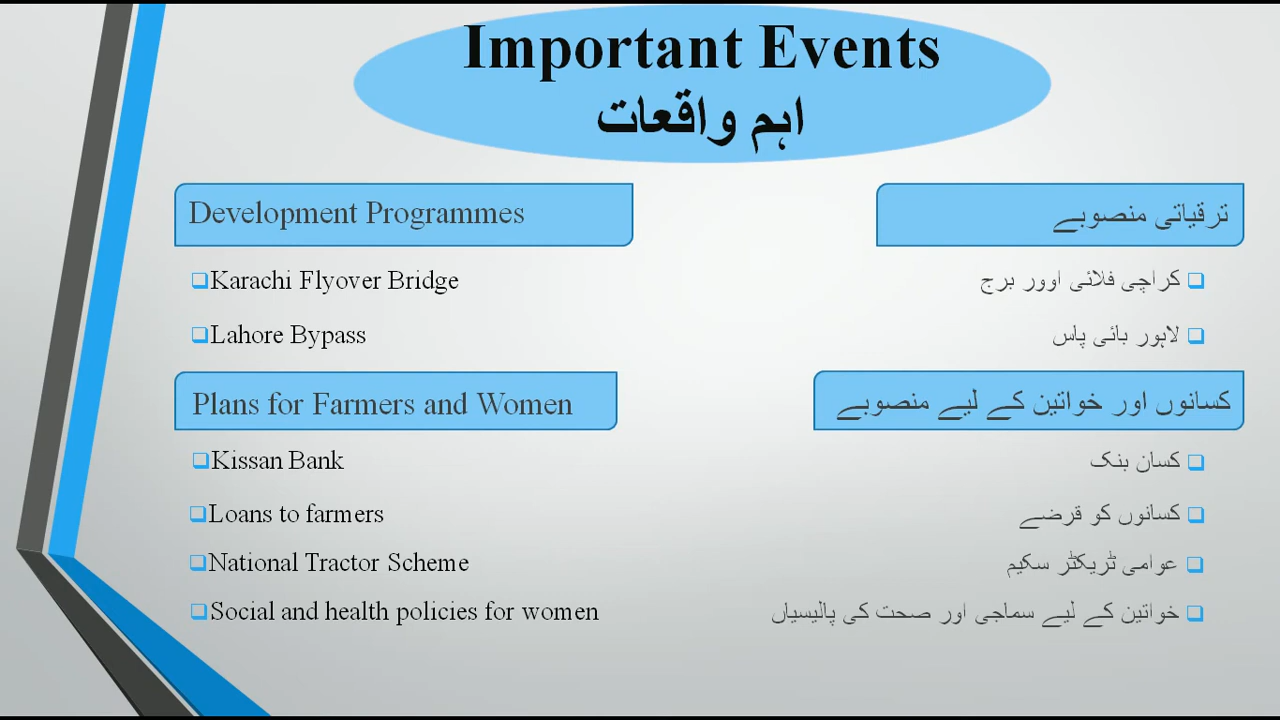 Important Events
اہم واقعات
Development Programmes
ترقیاتی منصوبے
Karachi Flyover Bridge
کراچی فلائی اوور برج
Lahore Bypass
لاہور بائی پاس
Plans for Farmers and Women
کسانوں اور خواتین کے لیے منصوبے
Kissan Bank
کسان بنک
Loans to farmers
کسانوں کو قرضے
National Tractor Scheme
عوامی ٹریکٹر سکیم
Social and health policies for women
خواتین کے لیے سماجی اور صحت کی پالیسیاں